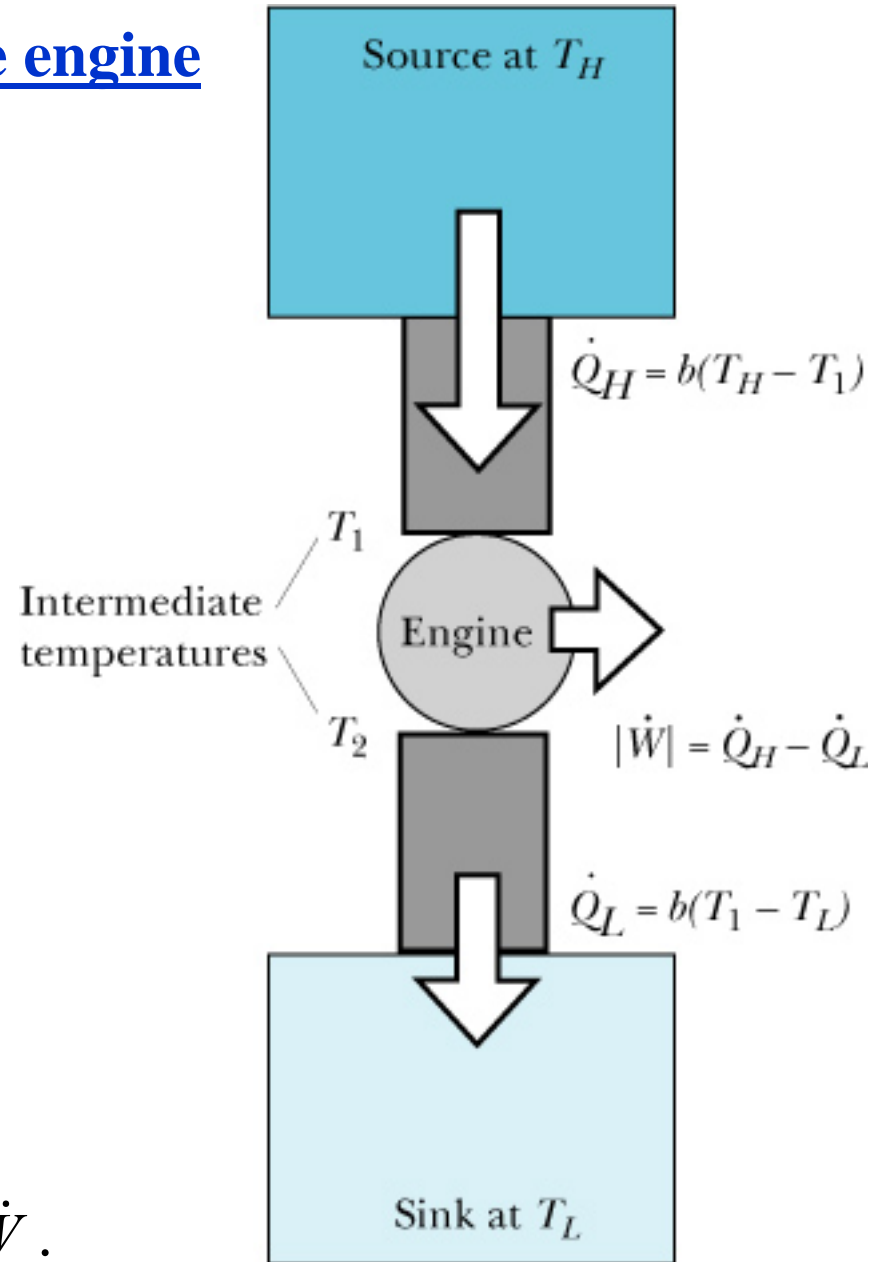 e engine
Source at T_H
Q̇_H = b(T_H − T_1)
T_1
Intermediate
temperatures
Engine
T_2
|Ẇ| = Q̇_H − Q̇_L
Q̇_L = b(T_1 − T_L)
Sink at T_L
Ẇ .